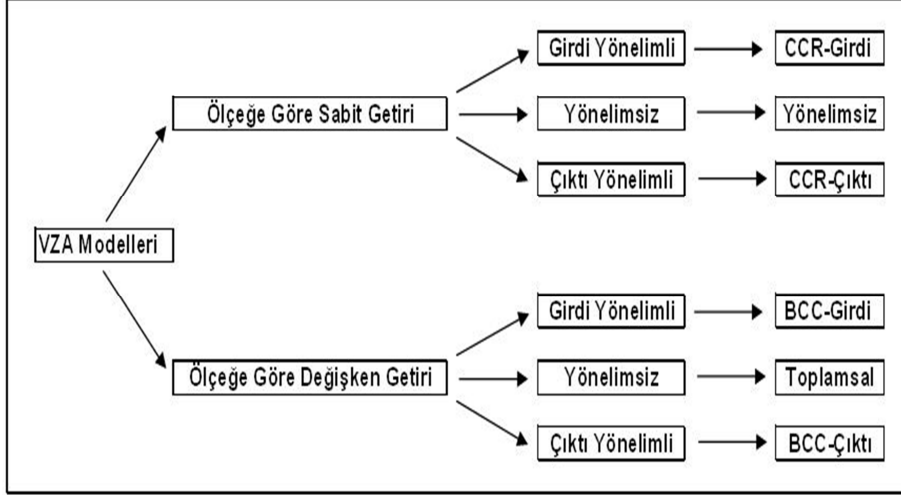 Girdi Yönelimli
CCR-Girdi
Ölçeğe Göre Sabit Getiri
Yönelimsiz
Yönelimsiz
Çıktı Yönelimli
CCR-Çıktı
VZA Modelleri
Girdi Yönelimli
BCC-Girdi
Ölçeğe Göre Değişken Getiri
Yönelimsiz
Toplamsal
Çıktı Yönelimli
BCC-Çıktı